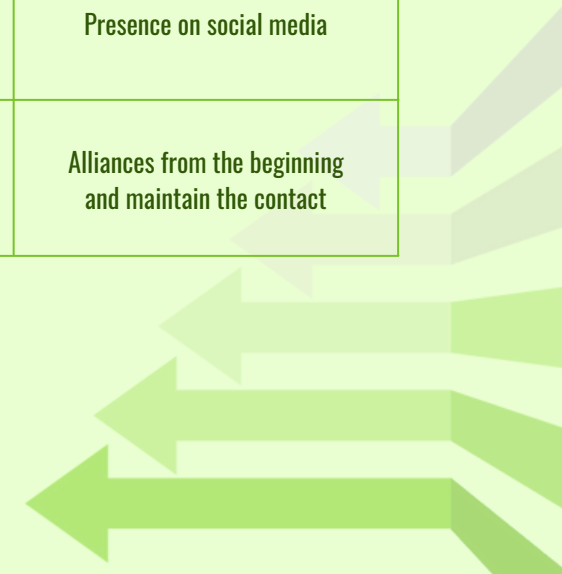 Presence on social media
Alliances from the beginning
and maintain the contact